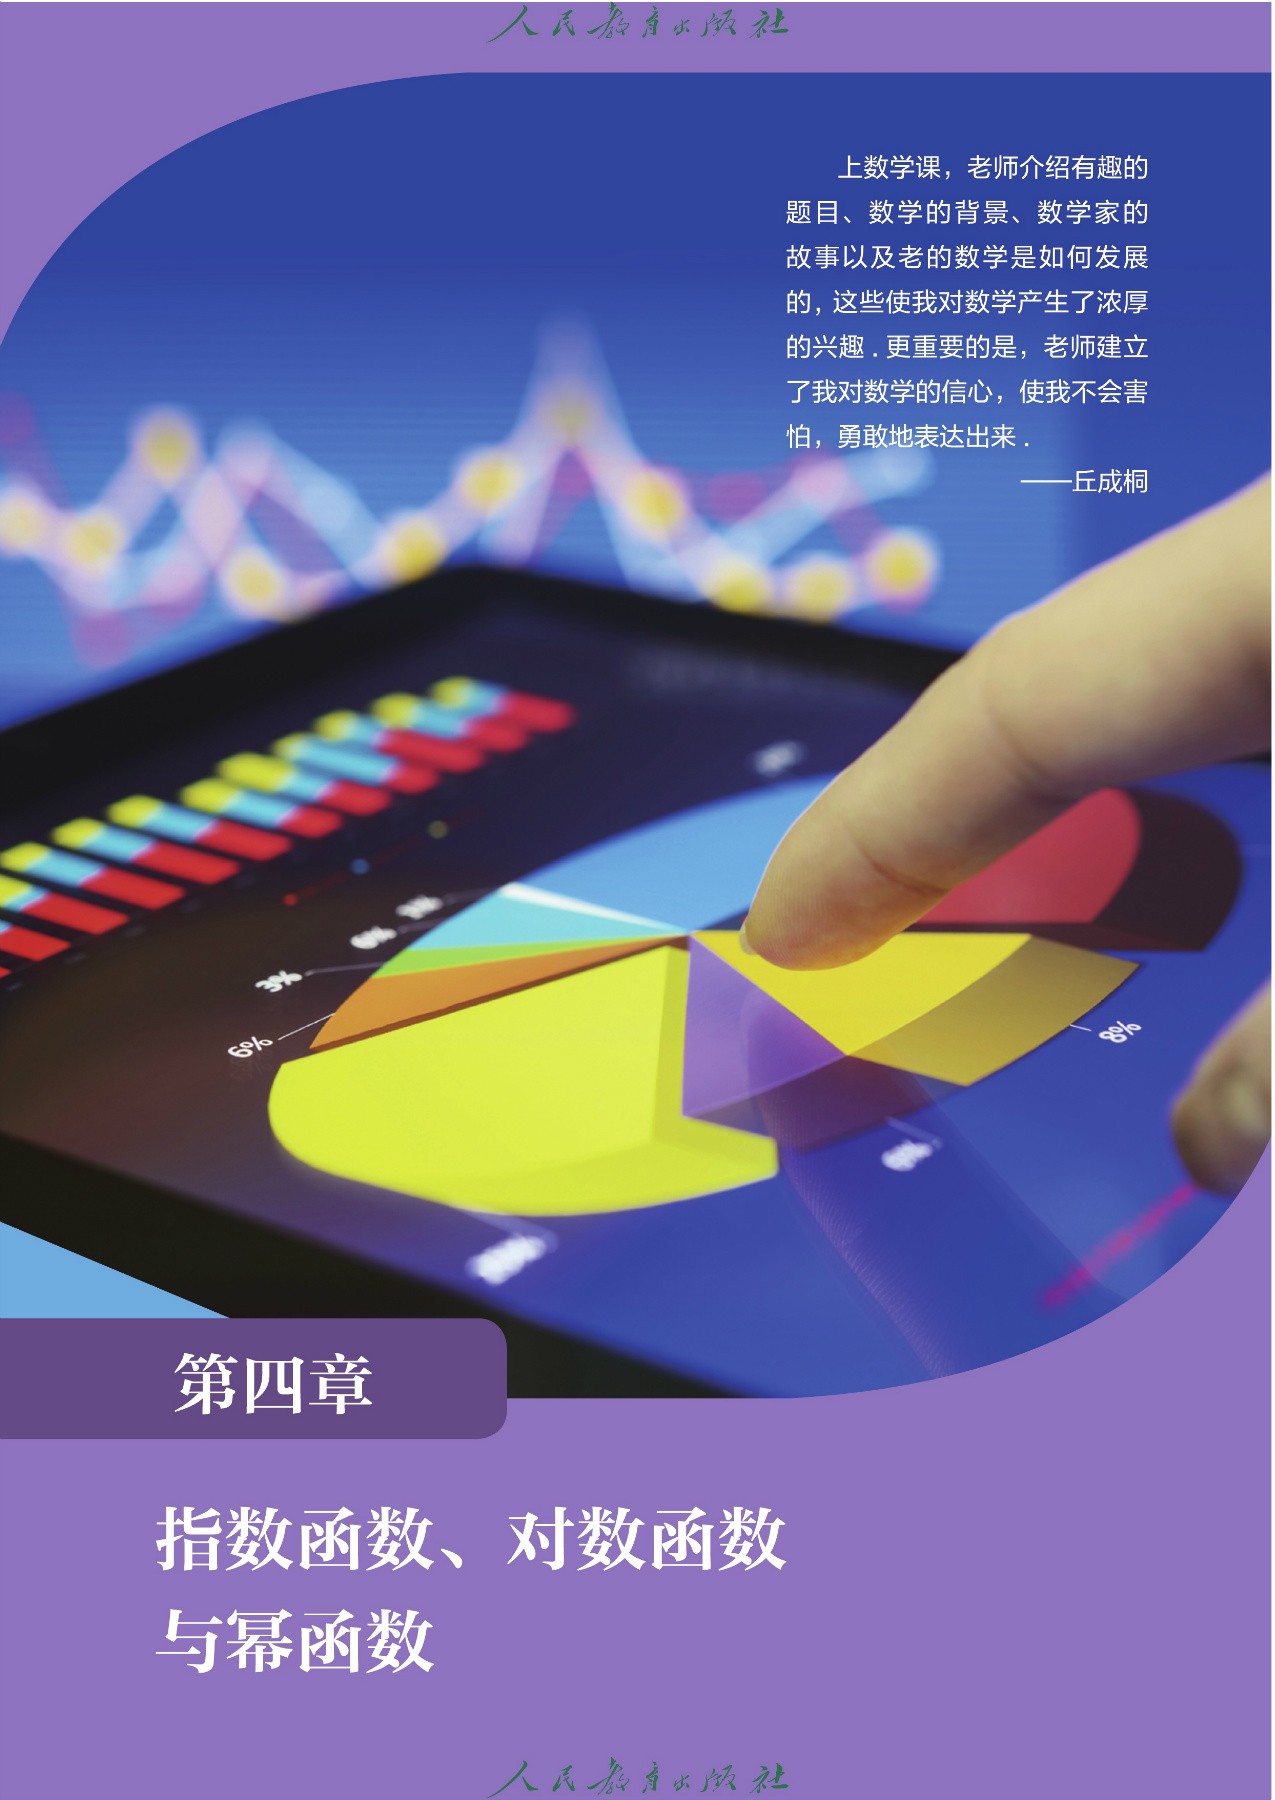 人民教育出版社
上数学课，老师介绍有趣的
题目、数学的背景、数学家的
故事以及老的数学是如何发展
的，这些使我对数学产生了浓厚
的兴趣．更重要的是，老师建立
了我对数学的信心，使我不会害
怕，勇敢地表达出来．
——丘成桐
3%
6%
8%
第四章
指数函数、对数函数
与幂函数
人民教育出版社